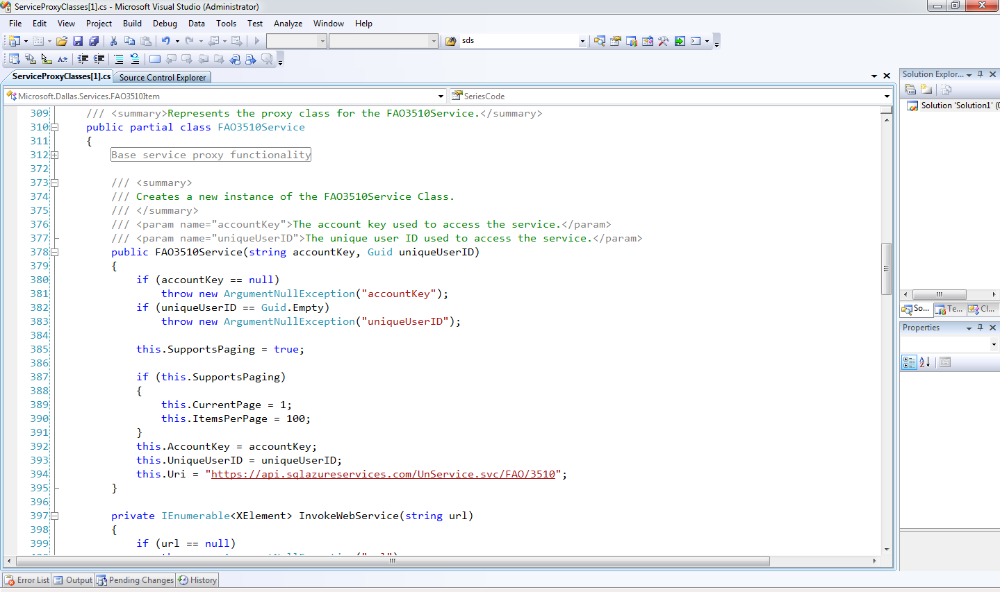 ServiceProxyClasses[1].cs - Microsoft Visual Studio (Administrator)
File Edit View Project Build Debug Data Tools Test Analyze Window Help
sds
ServiceProxyClasses[1].cs Source Control Explorer
Microsoft.Dallas.Services.FAO3510Item SeriesCode
309 /// <summary>Represents the proxy class for the FAO3510Service.</summary>
310 public partial class FAO3510Service
311 {
312 Base service proxy functionality
372
373 /// <summary>
374 /// Creates a new instance of the FAO3510Service Class.
375 /// </summary>
376 /// <param name="accountKey">The account key used to access the service.</param>
377 /// <param name="uniqueUserID">The unique user ID used to access the service.</param>
378 public FAO3510Service(string accountKey, Guid uniqueUserID)
379 {
380 if (accountKey == null)
381 throw new ArgumentNullException("accountKey");
382 if (uniqueUserID == Guid.Empty)
383 throw new ArgumentNullException("uniqueUserID");
384
385 this.SupportsPaging = true;
386
387 if (this.SupportsPaging)
388 {
389 this.CurrentPage = 1;
390 this.ItemsPerPage = 100;
391 }
392 this.AccountKey = accountKey;
393 this.UniqueUserID = uniqueUserID;
394 this.Uri = "https://api.sqlazureservices.com/UnService.svc/FAO/3510";
395 }
396
397 private IEnumerable<XElement> InvokeWebService(string url)
398 {
399 if (url == null)
Solution Explor...
Solution 'Solution1' (0
So... Te... Cl...
Properties
Error List Output Pending Changes History